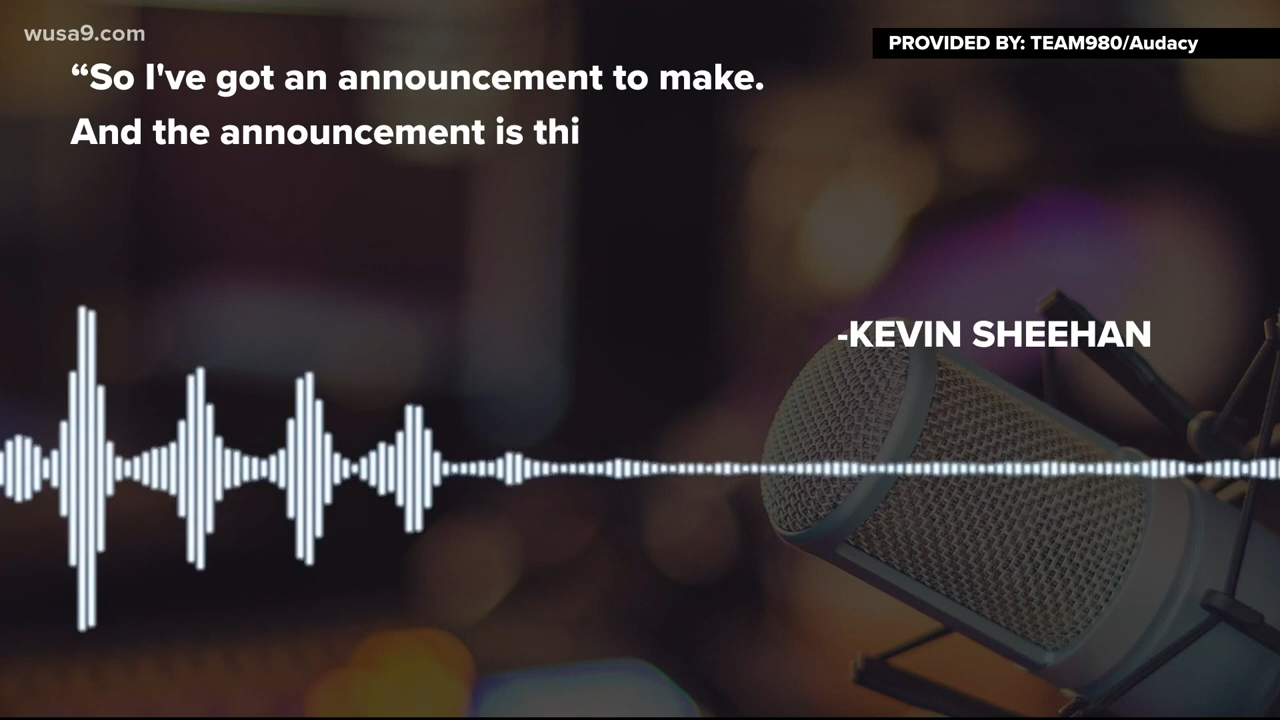 wusa9.com
PROVIDED BY: TEAM980/Audacy
“So I've got an announcement to make.
And the announcement is thi
-KEVIN SHEEHAN